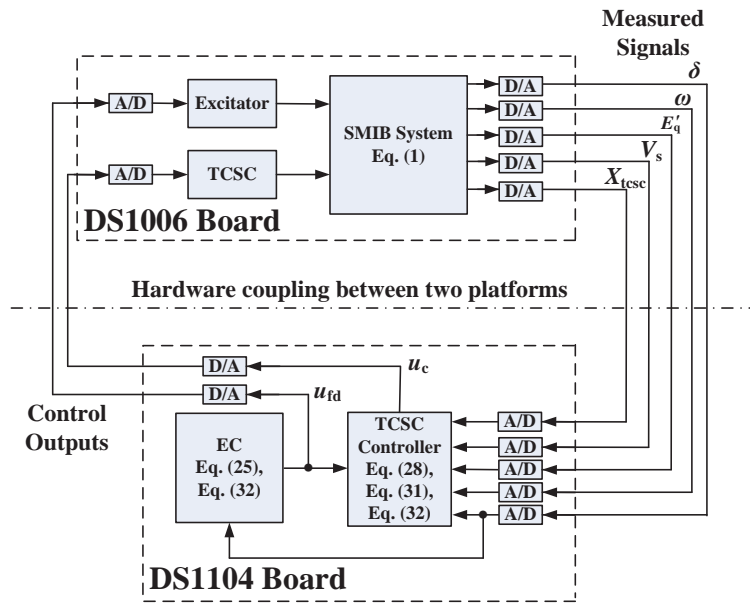 Measured
Signals
A/D
Excitator
SMIB System
Eq. (1)
D/A
δ
D/A
ω
D/A
E′q
A/D
TCSC
D/A
Vs
D/A
Xtcsc
DS1006 Board
Hardware coupling between two platforms
D/A
uc
D/A
ufd
Control
Outputs
EC
Eq. (25),
Eq. (32)
TCSC
Controller
Eq. (28),
Eq. (31),
Eq. (32)
A/D
A/D
A/D
A/D
A/D
DS1104 Board